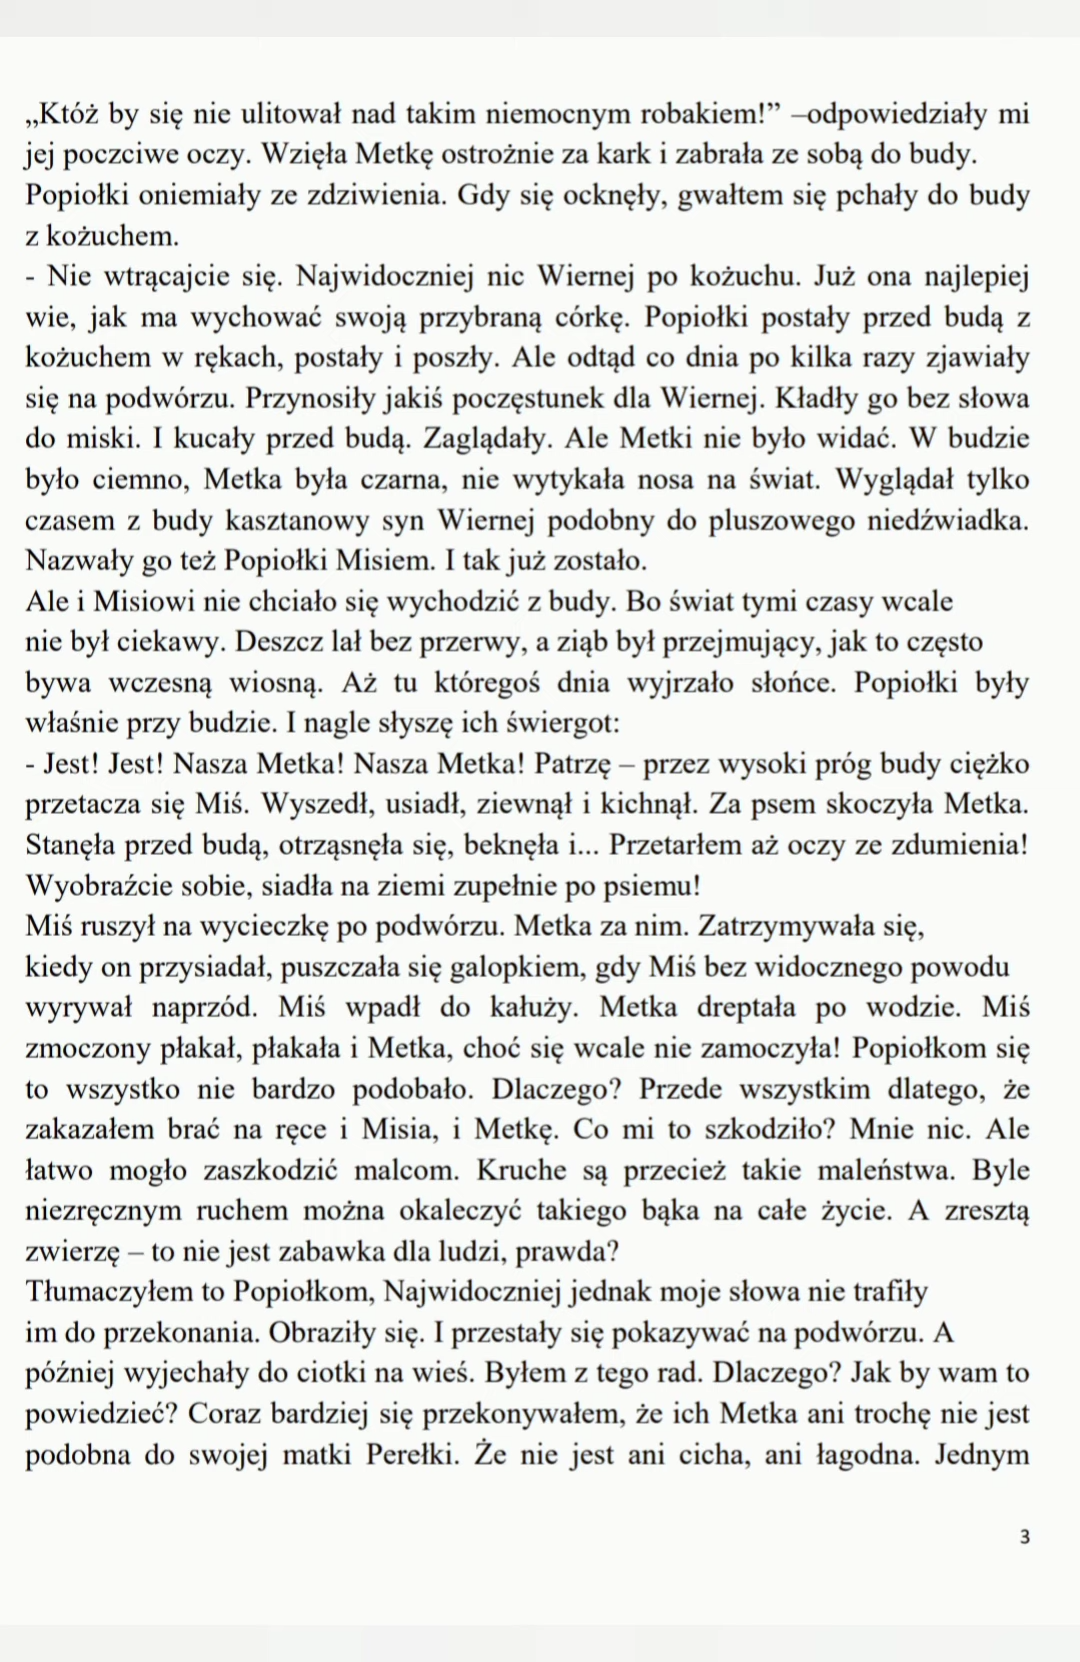 „Któż by się nie ulitował nad takim niemocnym robakiem!” –odpowiedziały mi
jej poczciwe oczy. Wzięła Metkę ostrożnie za kark i zabrała ze sobą do budy.
Popiołki oniemiały ze zdziwienia. Gdy się ocknęły, gwałtem się pchały do budy
z kożuchem.
- Nie wtrącajcie się. Najwidoczniej nic Wiernej po kożuchu. Już ona najlepiej
wie, jak ma wychować swoją przybraną córkę. Popiołki postały przed budą z
kożuchem w rękach, postały i poszły. Ale odtąd co dnia po kilka razy zjawiały
się na podwórzu. Przynosiły jakiś poczęstunek dla Wiernej. Kładły go bez słowa
do miski. I kucały przed budą. Zaglądały. Ale Metki nie było widać. W budzie
było ciemno, Metka była czarna, nie wytykała nosa na świat. Wyglądał tylko
czasem z budy kasztanowy syn Wiernej podobny do pluszowego niedźwiadka.
Nazwały go też Popiołki Misiem. I tak już zostało.
Ale i Misiowi nie chciało się wychodzić z budy. Bo świat tymi czasy wcale
nie był ciekawy. Deszcz lał bez przerwy, a ziąb był przejmujący, jak to często
bywa wczesną wiosną. Aż tu któregoś dnia wyjrzało słońce. Popiołki były
właśnie przy budzie. I nagle słyszę ich świergot:
- Jest! Jest! Nasza Metka! Nasza Metka! Patrzę – przez wysoki próg budy ciężko
przetacza się Miś. Wyszedł, usiadł, ziewnął i kichnął. Za psem skoczyła Metka.
Stanęła przed budą, otrząsnęła się, beknęła i... Przetarłem aż oczy ze zdumienia!
Wyobraźcie sobie, siadła na ziemi zupełnie po psiemu!
Miś ruszył na wycieczkę po podwórzu. Metka za nim. Zatrzymywała się,
kiedy on przysiadał, puszczała się galopkiem, gdy Miś bez widocznego powodu
wyrywał naprzód. Miś wpadł do kałuży. Metka dreptała po wodzie. Miś
zmoczony płakał, płakała i Metka, choć się wcale nie zamoczyła! Popiołkom się
to wszystko nie bardzo podobało. Dlaczego? Przede wszystkim dlatego, że
zakazałem brać na ręce i Misia, i Metkę. Co mi to szkodziło? Mnie nic. Ale
łatwo mogło zaszkodzić malcom. Kruche są przecież takie maleństwa. Byle
niezręcznym ruchem można okaleczyć takiego bąka na całe życie. A zresztą
zwierzę – to nie jest zabawka dla ludzi, prawda?
Tłumaczyłem to Popiołkom, Najwidoczniej jednak moje słowa nie trafiły
im do przekonania. Obraziły się. I przestały się pokazywać na podwórzu. A
później wyjechały do ciotki na wieś. Byłem z tego rad. Dlaczego? Jak by wam to
powiedzieć? Coraz bardziej się przekonywałem, że ich Metka ani trochę nie jest
podobna do swojej matki Perełki. Że nie jest ani cicha, ani łagodna. Jednym
3